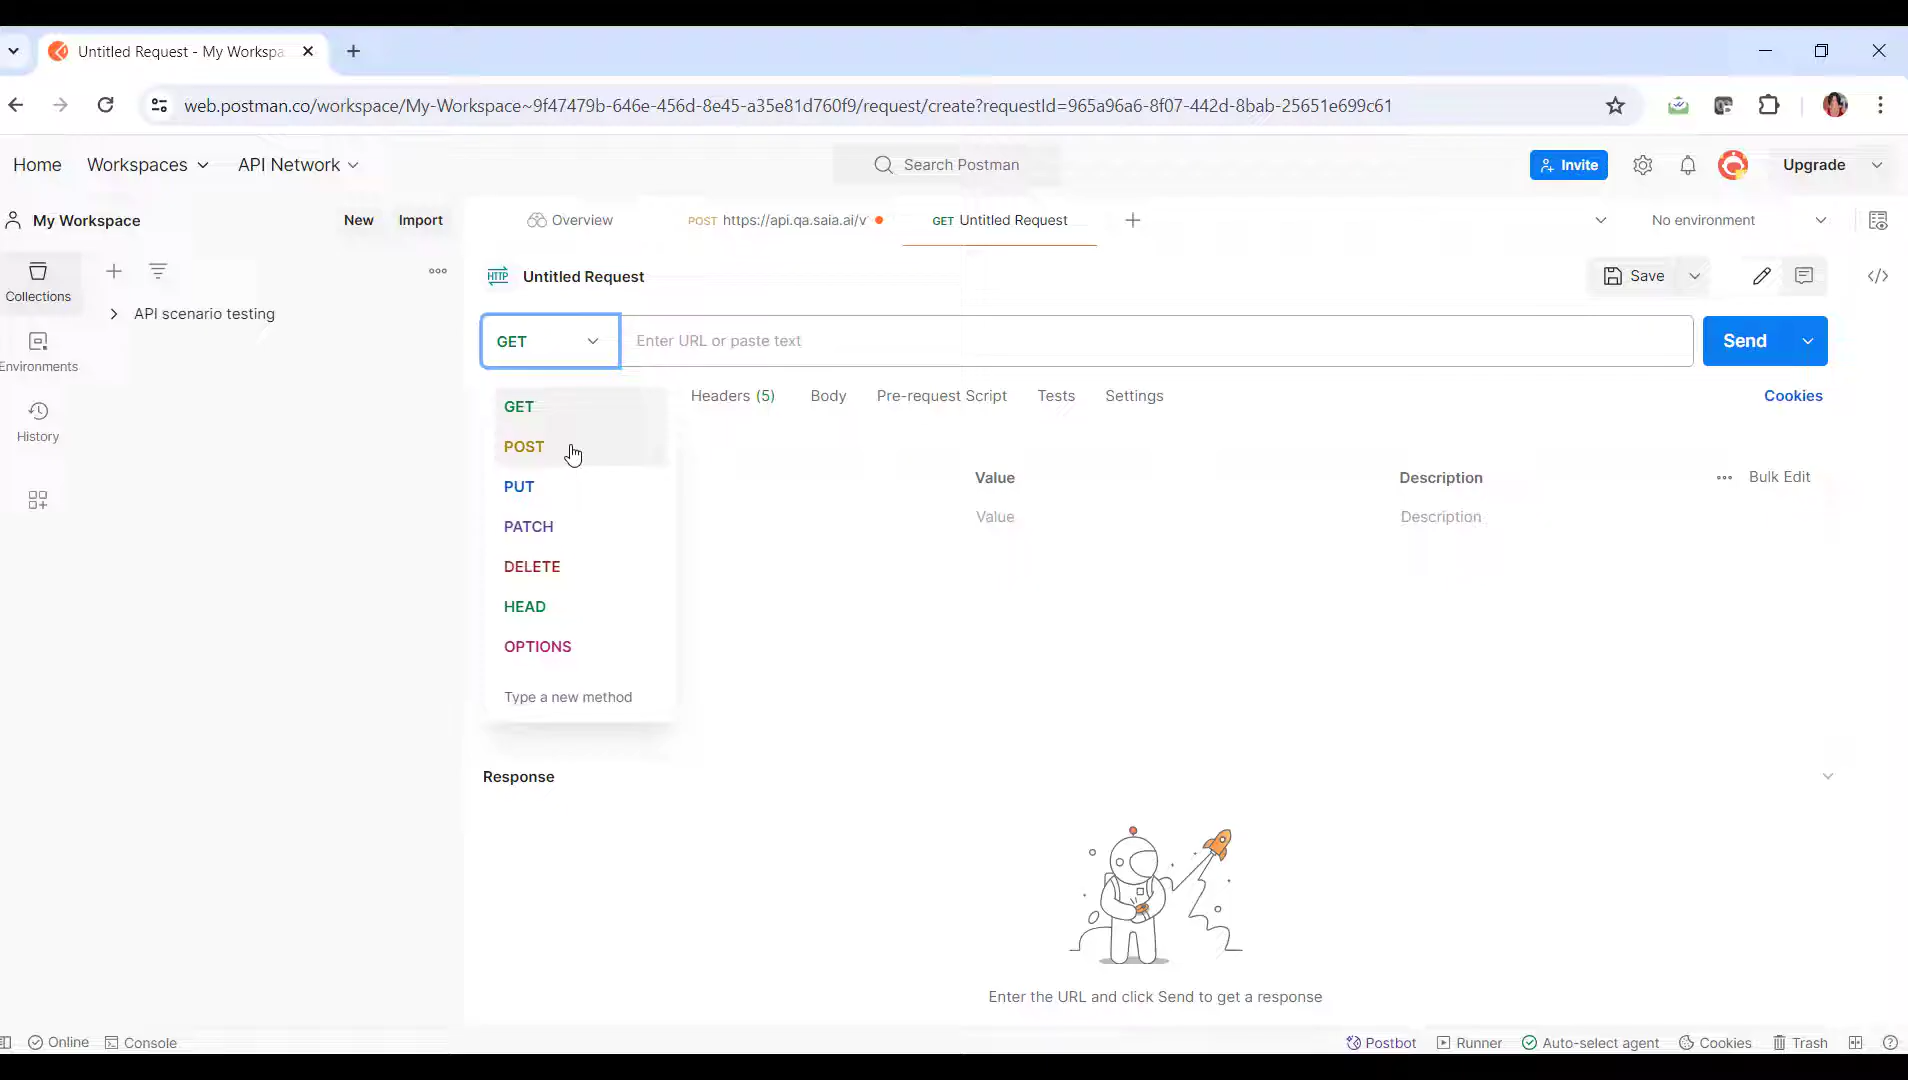 Untitled Request - My Workspa
web.postman.co/workspace/My-Workspace~9f47479b-646e-456d-8e45-a35e81d760f9/request/create?requestId=965a96a6-8f07-442d-8bab-25651e699c61
Home Workspaces API Network Search Postman Invite Upgrade
My Workspace New Import Overview POST https://api.qa.saia.ai/v GET Untitled Request No environment
Collections
API scenario testing
Environments
History
HTTP Untitled Request Save
GET Enter URL or paste text Send
Headers (5) Body Pre-request Script Tests Settings Cookies
GET
POST
PUT
PATCH
DELETE
HEAD
OPTIONS
Type a new method
Value Description Bulk Edit
Value Description
Response
Enter the URL and click Send to get a response
Online Console Postbot Runner Auto-select agent Cookies Trash